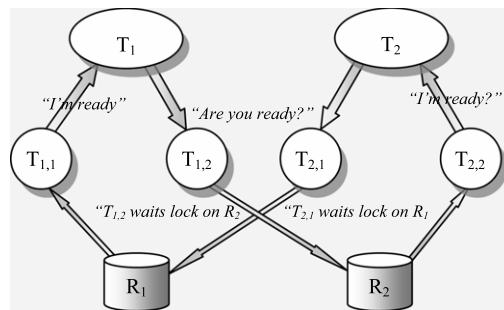 T1
T2
“I'm ready”
“Are you ready?”
“I'm ready?”
T1,1
T1,2
T2,1
T2,2
“T1,2 waits lock on R2
“T2,1 waits lock on R1
R1
R2